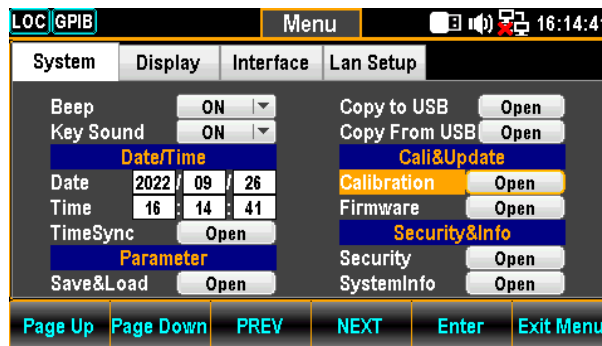 LOC GPIB Menu 16:14:41
System Display Interface Lan Setup
Beep ON
Key Sound ON
Date/Time
Date 2022 / 09 / 26
Time 16 : 14 : 41
TimeSync Open
Parameter
Save&Load Open
Copy to USB Open
Copy From USB Open
Cali&Update
Calibration Open
Firmware Open
Security&Info
Security Open
SystemInfo Open
Page Up Page Down PREV NEXT Enter Exit Menu